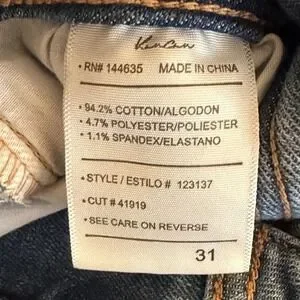 KanCan
• RN# 144635 MADE IN CHINA
• 94.2% COTTON/ALGODON
• 4.7% POLYESTER/POLIESTER
• 1.1% SPANDEX/ELASTANO
• STYLE / ESTILO # 123137
• CUT # 41919
• SEE CARE ON REVERSE
31